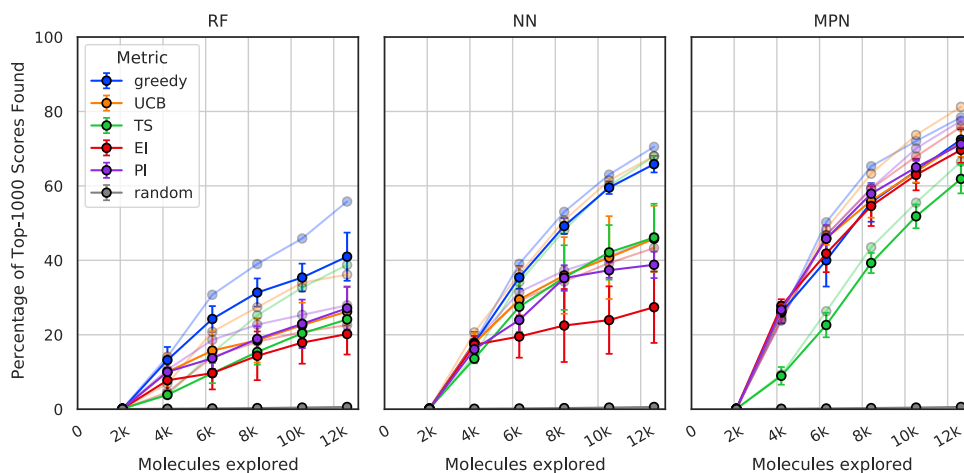 RF
NN
MPN
Percentage of Top-1000 Scores Found
100
80
60
40
20
0
Metric
greedy
UCB
TS
EI
PI
random
0 2k 4k 6k 8k 10k 12k
0 2k 4k 6k 8k 10k 12k
0 2k 4k 6k 8k 10k 12k
Molecules explored
Molecules explored
Molecules explored